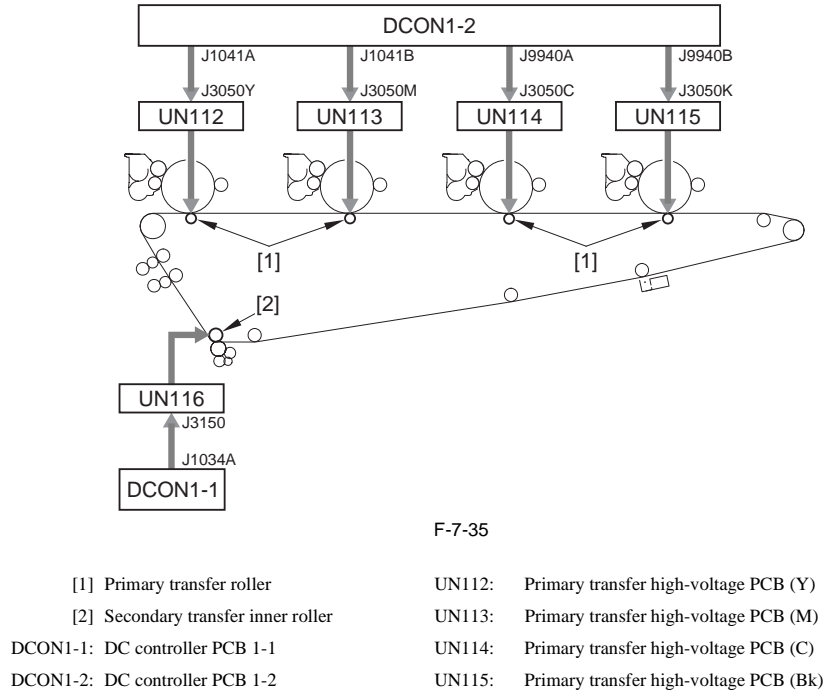 DCON1-2
J1041A J1041B J9940A J9940B
J3050Y J3050M J3050C J3050K
UN112 UN113 UN114 UN115
[1] [1]
[2]
UN116
J3150
J1034A
DCON1-1
F-7-35
[1] Primary transfer roller UN112: Primary transfer high-voltage PCB (Y)
[2] Secondary transfer inner roller UN113: Primary transfer high-voltage PCB (M)
DCON1-1: DC controller PCB 1-1 UN114: Primary transfer high-voltage PCB (C)
DCON1-2: DC controller PCB 1-2 UN115: Primary transfer high-voltage PCB (Bk)